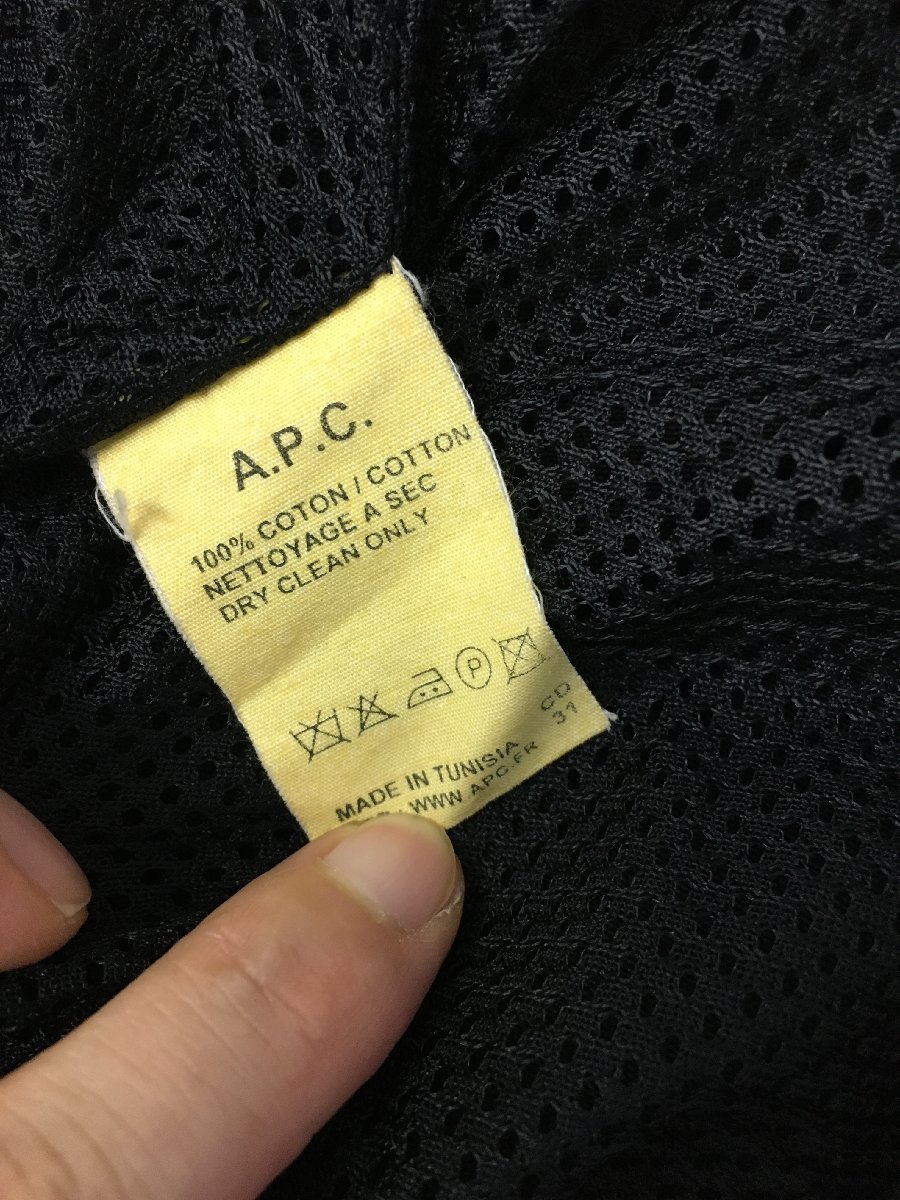 A.P.C.
100% COTON / COTTON
NETTOYAGE A SEC
DRY CLEAN ONLY
P
CD
31
MADE IN TUNISIA
WWW APC.FR